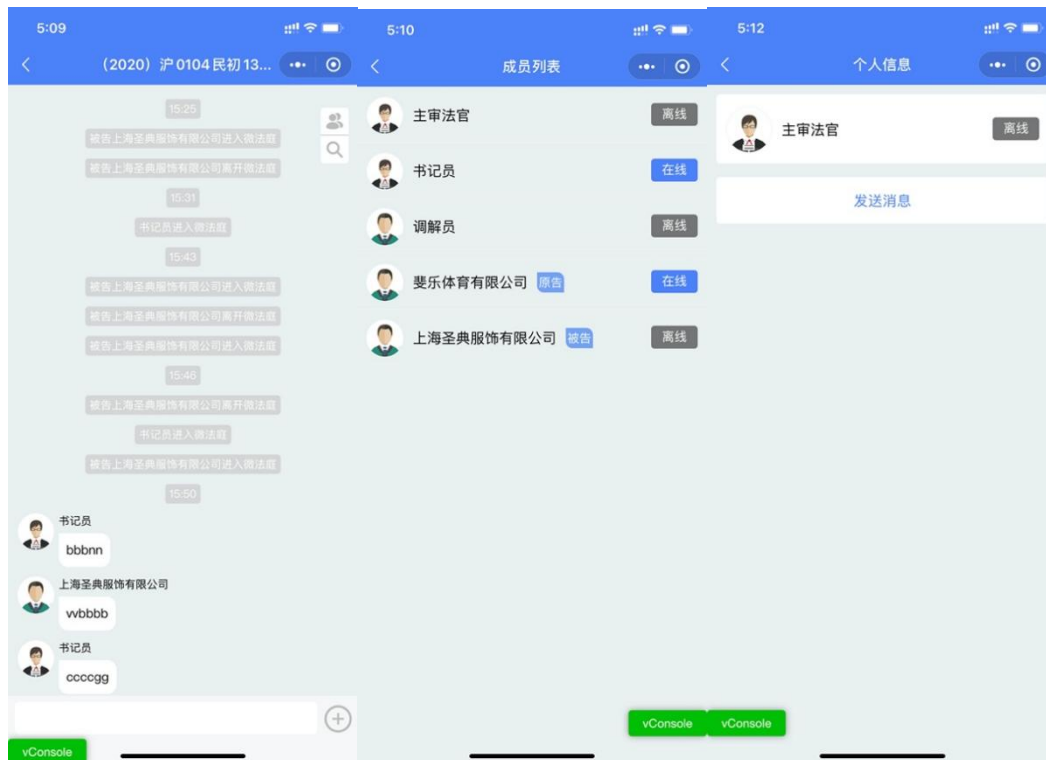 5:09
（2020）沪0104民初13...
15:25
被告上海圣典服饰有限公司进入微法庭
被告上海圣典服饰有限公司离开微法庭
15:31
书记员进入微法庭
15:43
被告上海圣典服饰有限公司进入微法庭
被告上海圣典服饰有限公司离开微法庭
被告上海圣典服饰有限公司进入微法庭
15:46
被告上海圣典服饰有限公司离开微法庭
书记员进入微法庭
被告上海圣典服饰有限公司进入微法庭
15:50
书记员
bbbnn
上海圣典服饰有限公司
vvbbbb
书记员
ccccgg
vConsole
5:10
成员列表
主审法官 离线
书记员 在线
调解员 离线
斐乐体育有限公司 原告 在线
上海圣典服饰有限公司 被告 离线
vConsole
5:12
个人信息
主审法官 离线
发送消息
vConsole